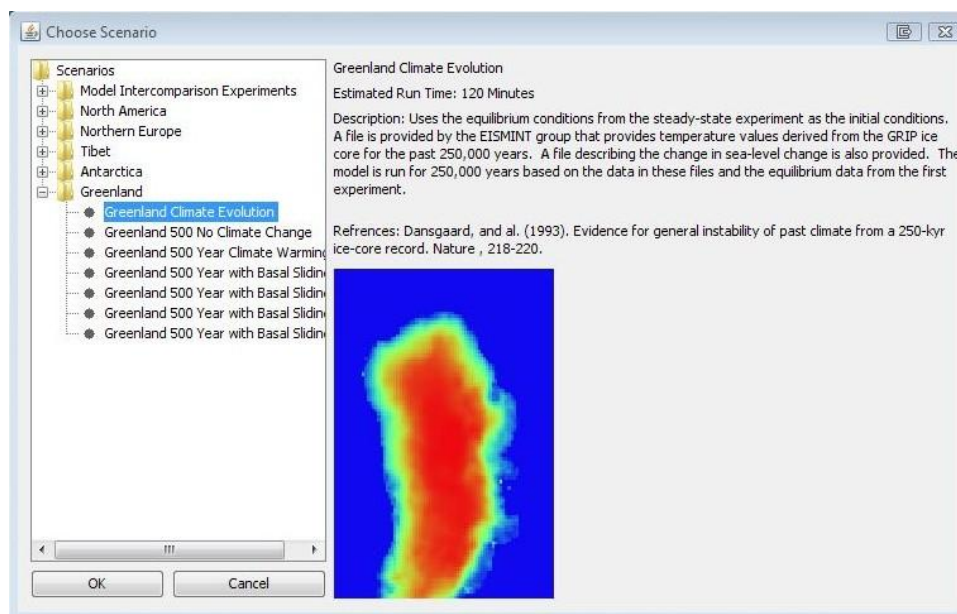 Choose Scenario
Scenarios
Model Intercomparison Experiments
North America
Northern Europe
Tibet
Antarctica
Greenland
Greenland Climate Evolution
Greenland 500 No Climate Change
Greenland 500 Year Climate Warming
Greenland 500 Year with Basal Slidin
Greenland 500 Year with Basal Slidin
Greenland 500 Year with Basal Slidin
Greenland 500 Year with Basal Slidin
OK
Cancel
Greenland Climate Evolution
Estimated Run Time: 120 Minutes
Description: Uses the equilibrium conditions from the steady-state experiment as the initial conditions.
A file is provided by the EISMINT group that provides temperature values derived from the GRIP ice
core for the past 250,000 years. A file describing the change in sea-level change is also provided. The
model is run for 250,000 years based on the data in these files and the equilibrium data from the first
experiment.
Refrences: Dansgaard, and al. (1993). Evidence for general instability of past climate from a 250-kyr
ice-core record. Nature , 218-220.